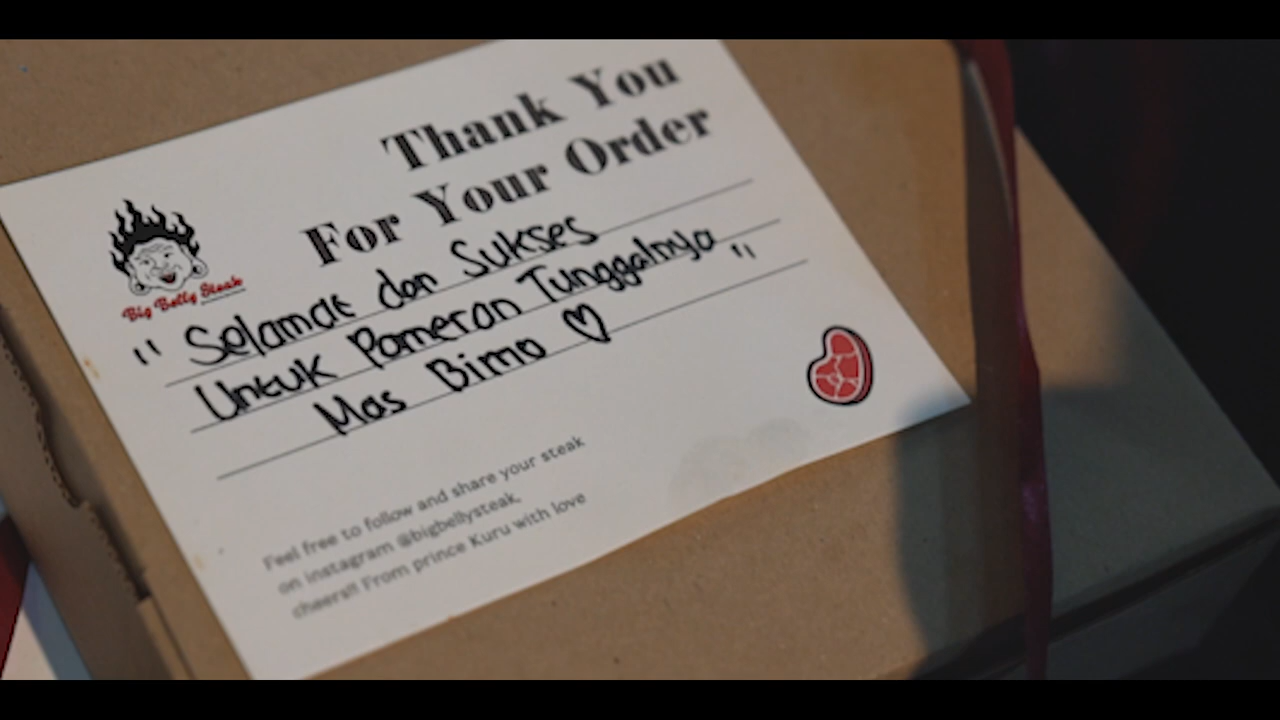 Thank You
For Your Order
Big Belly Steak
" Selamat dan Sukses
Untuk Pameran Tunggalnya "
Mas Bimo ♡
Feel free to follow and share your steak
on instagram @bigbellysteak,
cheers!! From prince Kuru with love